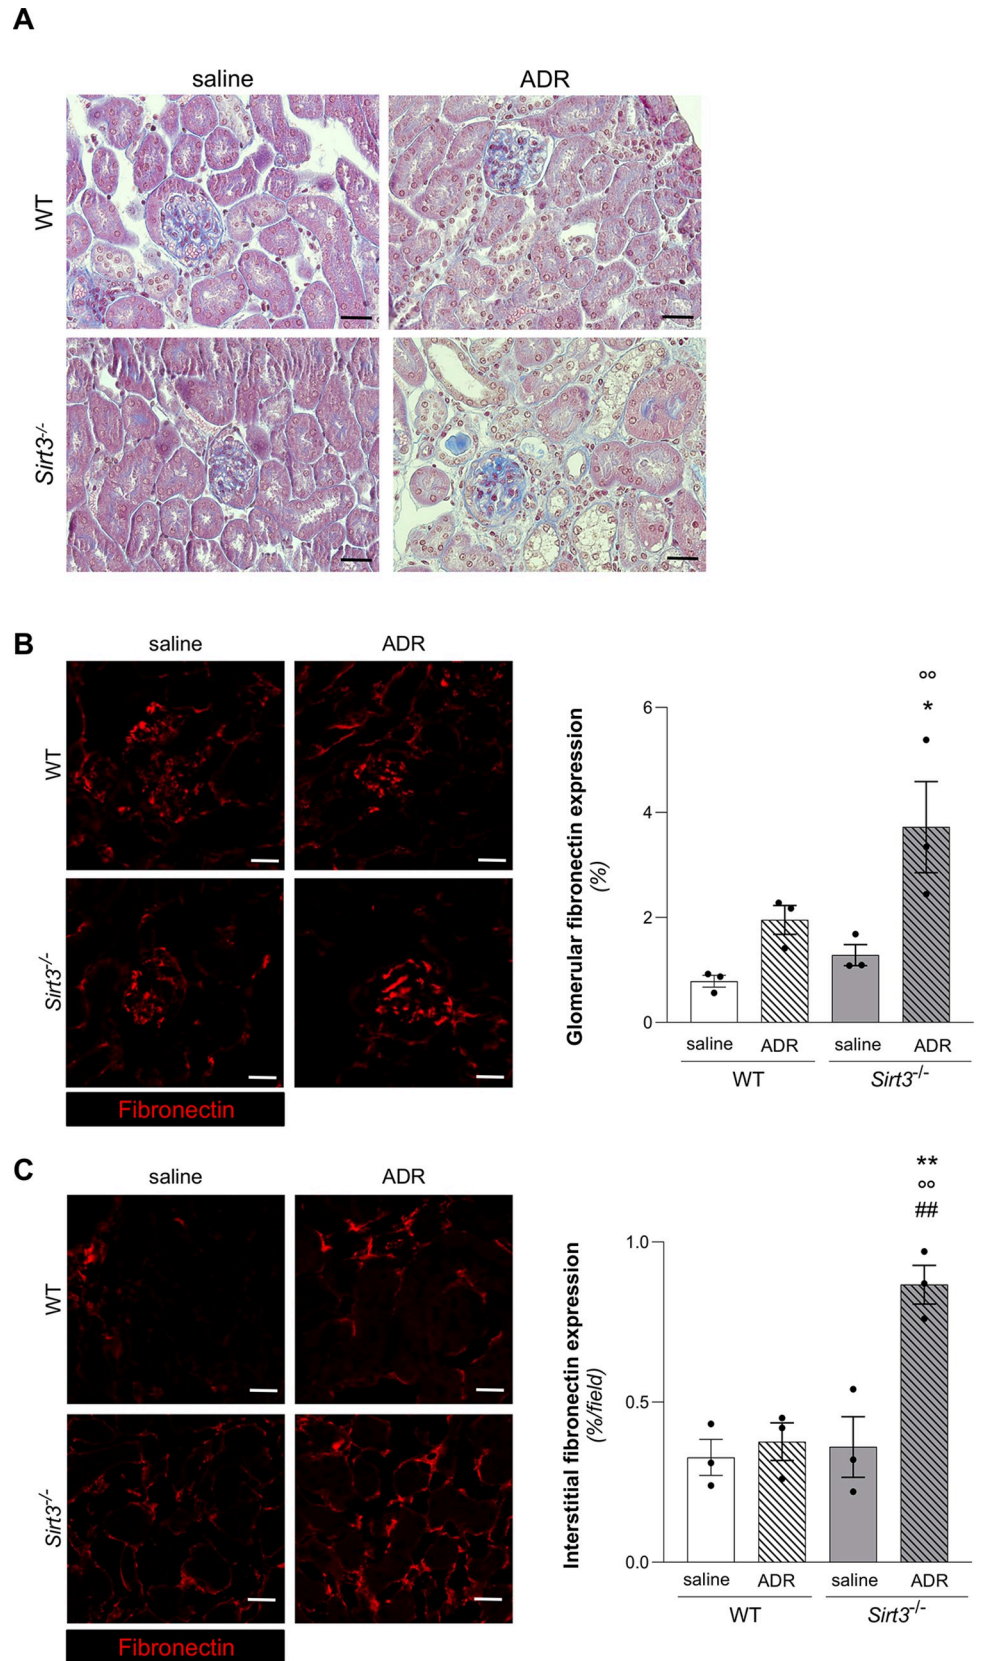 A
saline ADR
WT
Sirt3-/-
B
saline ADR
WT
Sirt3-/-
Fibronectin
Glomerular fibronectin expression
(%)
6
4
2
0
°°
*
saline ADR saline ADR
WT Sirt3-/-
C
saline ADR
WT
Sirt3-/-
Fibronectin
Interstitial fibronectin expression
(%/field)
1.0
0.5
0.0
**
°°
##
saline ADR saline ADR
WT Sirt3-/-